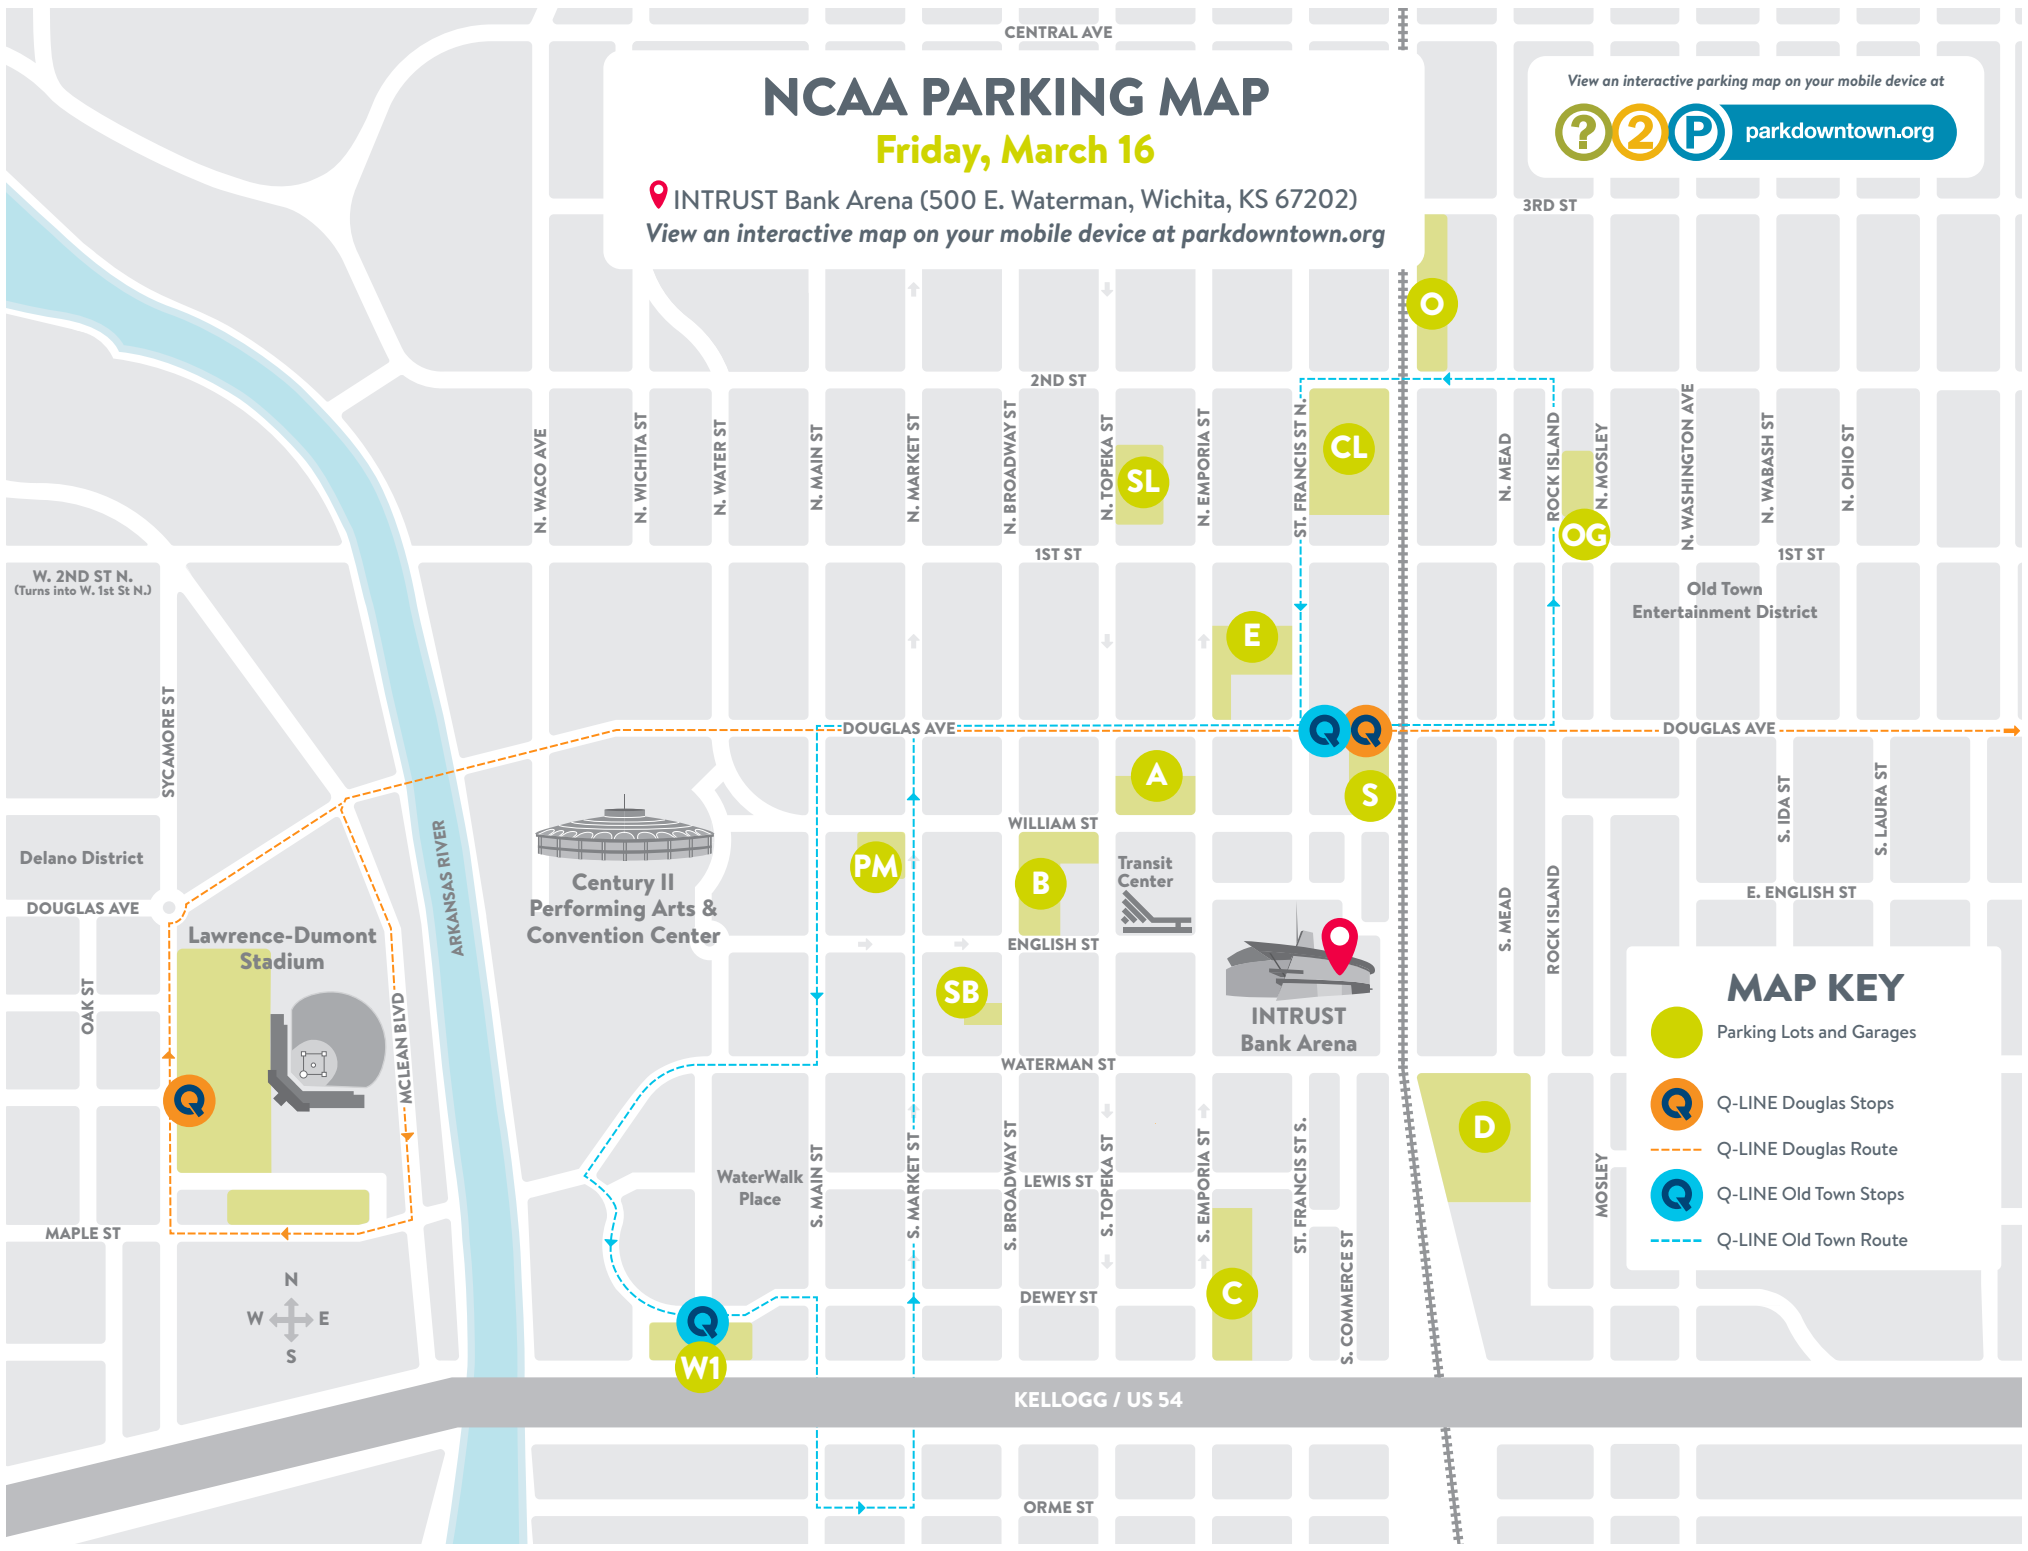 CENTRAL AVE
NCAA PARKING MAP
Friday, March 16
INTRUST Bank Arena (500 E. Waterman, Wichita, KS 67202)
View an interactive map on your mobile device at parkdowntown.org
View an interactive parking map on your mobile device at
? 2 P parkdowntown.org
3RD ST
O
2ND ST
N. WACO AVE
N. WICHITA ST
N. WATER ST
N. MAIN ST
N. MARKET ST
N. BROADWAY ST
N. TOPEKA ST
SL
N. EMPORIA ST
ST. FRANCIS ST N.
CL
N. MEAD
ROCK ISLAND
N. MOSLEY
OG
N. WASHINGTON AVE
N. WABASH ST
N. OHIO ST
1ST ST
1ST ST
W. 2ND ST N.
(Turns into W. 1st St N.)
Old Town
Entertainment District
E
SYCAMORE ST
DOUGLAS AVE
Q
Q
DOUGLAS AVE
A
S
S. IDA ST
S. LAURA ST
WILLIAM ST
Delano District
ARKANSAS RIVER
Century II
Performing Arts &
Convention Center
PM
B
Transit
Center
E. ENGLISH ST
DOUGLAS AVE
Lawrence-Dumont
Stadium
ENGLISH ST
S. MEAD
ROCK ISLAND
OAK ST
MCLEAN BLVD
SB
INTRUST
Bank Arena
MAP KEY
Parking Lots and Garages
Q Q-LINE Douglas Stops
Q-LINE Douglas Route
Q Q-LINE Old Town Stops
Q-LINE Old Town Route
WATERMAN ST
Q
D
WaterWalk
Place
S. MAIN ST
S. MARKET ST
S. BROADWAY ST
LEWIS ST
S. TOPEKA ST
S. EMPORIA ST
ST. FRANCIS ST S.
S. COMMERCE ST
MOSLEY
MAPLE ST
N
W E
S
DEWEY ST
C
Q
W1
KELLOGG / US 54
ORME ST